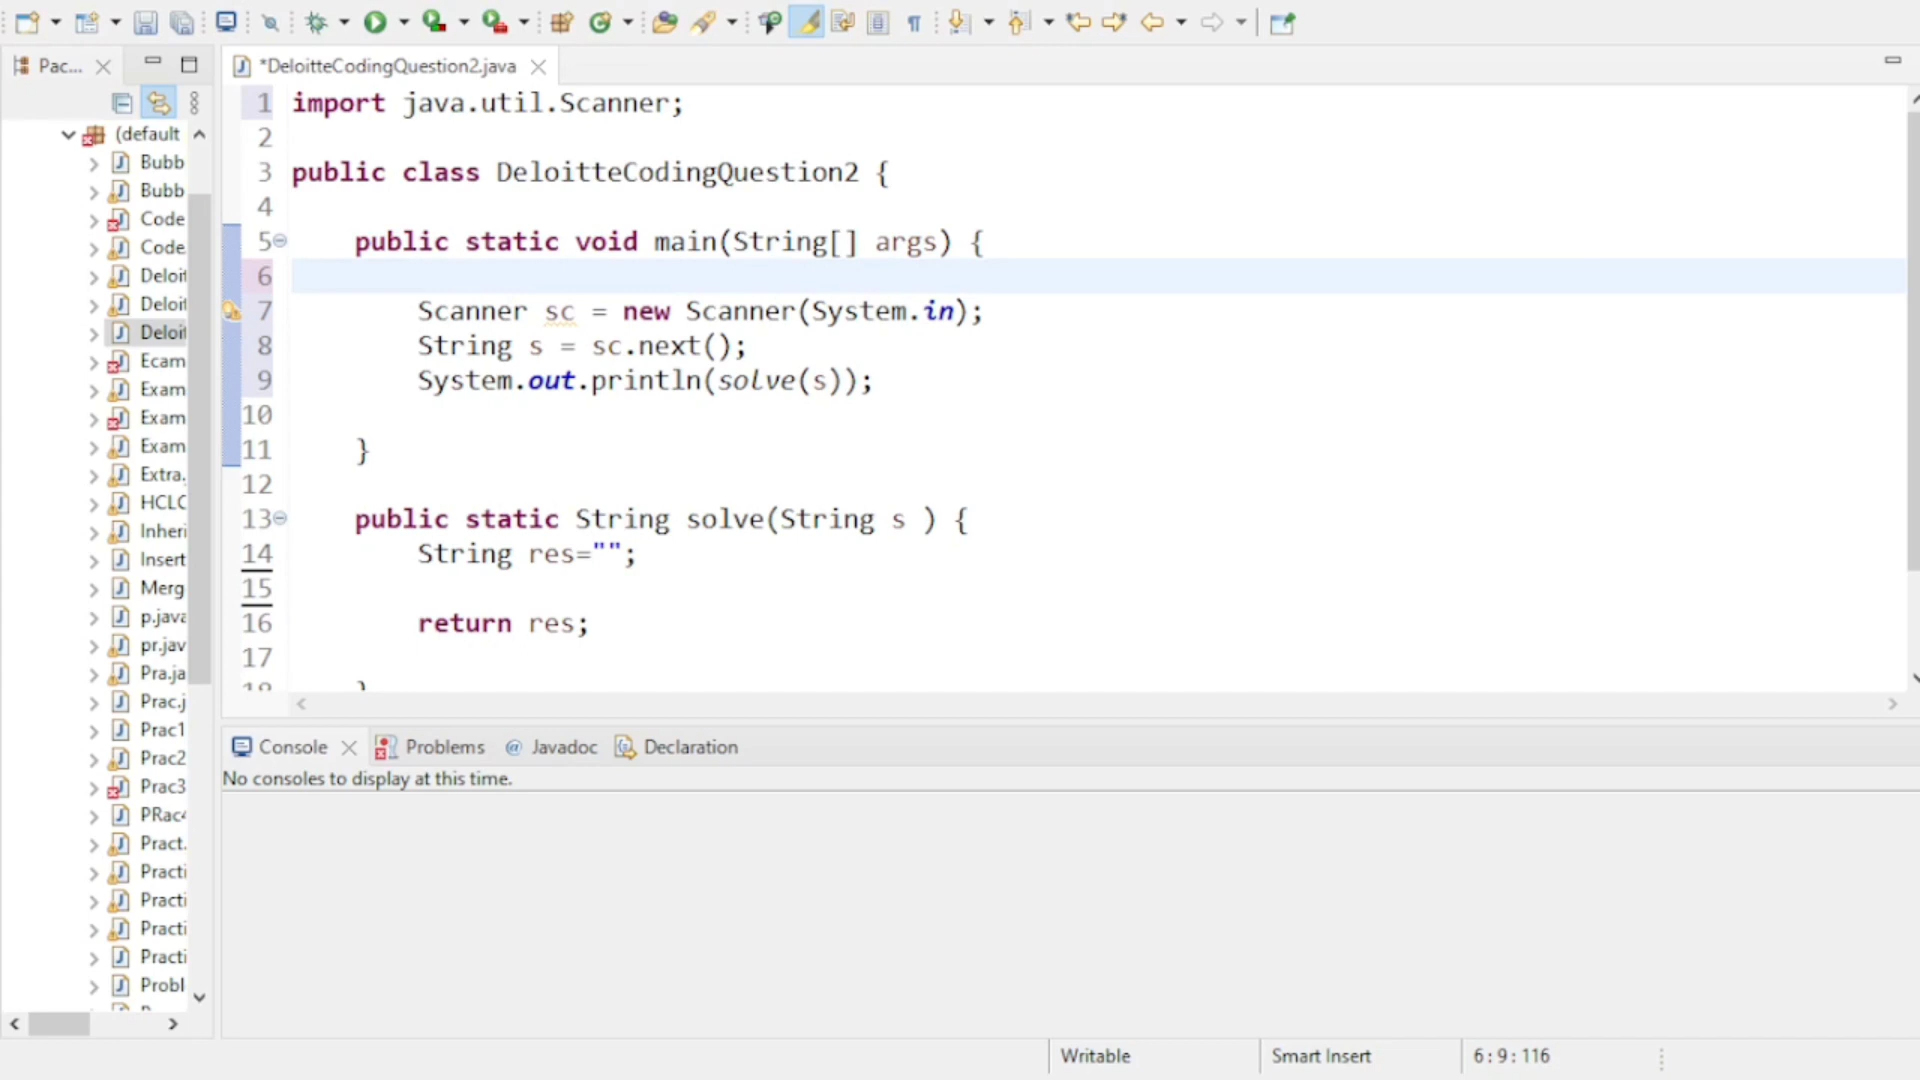 Pac...
*DeloitteCodingQuestion2.java
(default
Bubb
Bubb
Code
Code
Deloit
Deloit
Deloit
Ecam
Exam
Exam
Exam
Extra.
HCLC
Inheri
Insert
Merg
p.java
pr.jav
Pra.ja
Prac.j
Prac1
Prac2
Prac3
PRac4
Pract.
Practi
Practi
Practi
Practi
Probl
1 import java.util.Scanner;
2
3 public class DeloitteCodingQuestion2 {
4
5 public static void main(String[] args) {
6
7 Scanner sc = new Scanner(System.in);
8 String s = sc.next();
9 System.out.println(solve(s));
10
11 }
12
13 public static String solve(String s ) {
14 String res="";
15
16 return res;
17
18 }
Console
Problems
@ Javadoc
Declaration
No consoles to display at this time.
Writable
Smart Insert
6 : 9 : 116